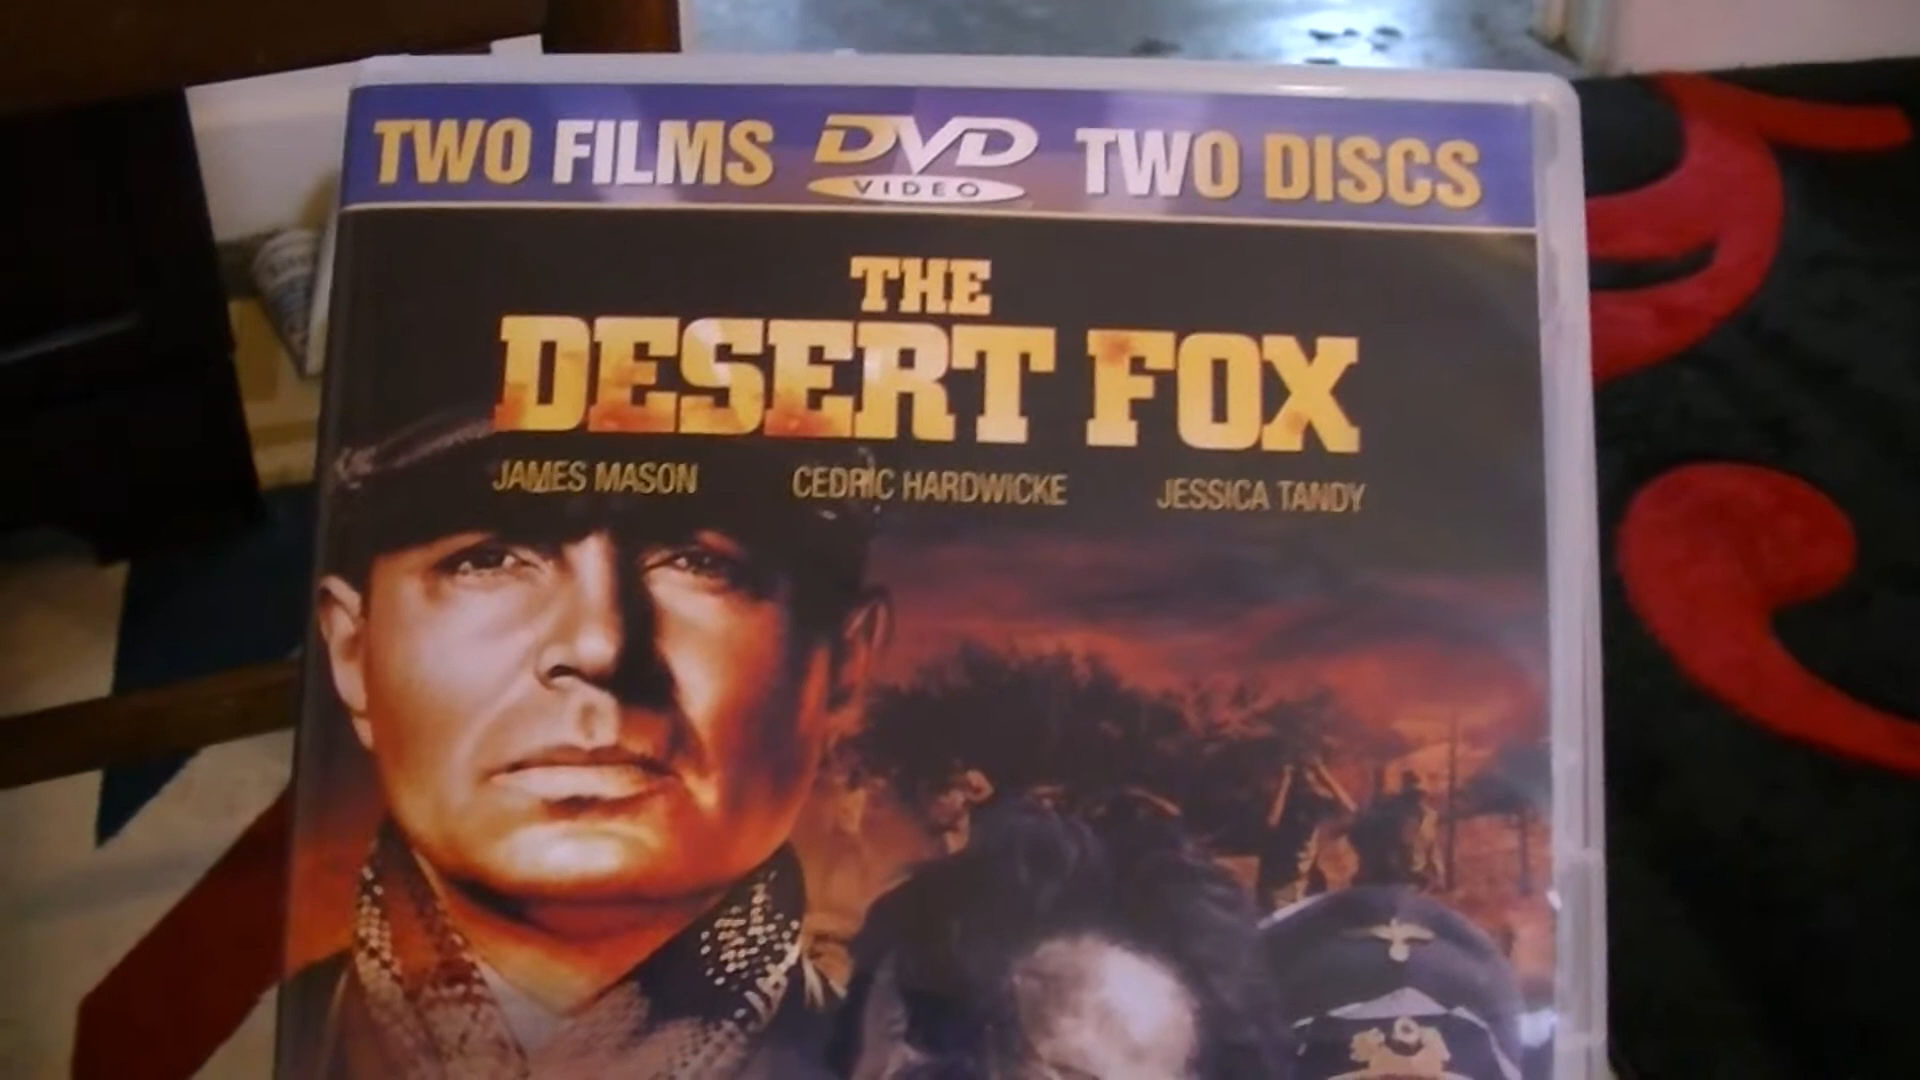 TWO FILMS DVD VIDEO TWO DISCS
THE
DESERT FOX
JAMES MASON CEDRIC HARDWICKE JESSICA TANDY